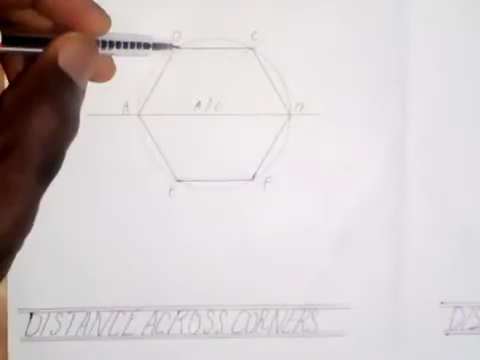 D C
A A/C D
E F
DISTANCE ACROSS CORNERS
DIS